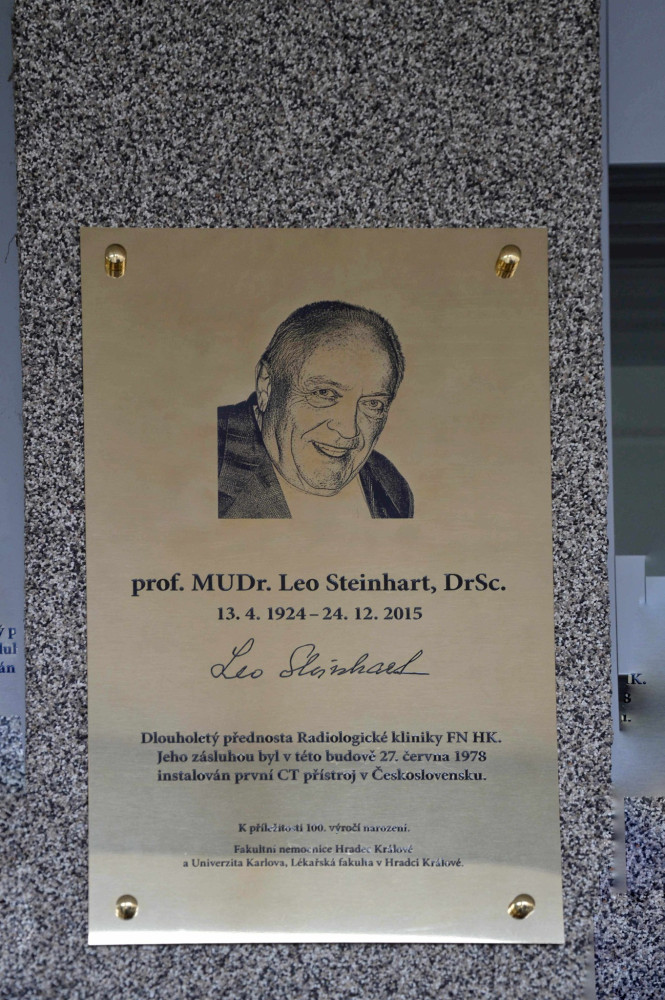 prof. MUDr. Leo Steinhart, DrSc.
13. 4. 1924 – 24. 12. 2015
Leo Steinhart
Dlouholetý přednosta Radiologické kliniky FN HK.
Jeho zásluhou byl v této budově 27. června 1978
instalován první CT přístroj v Československu.
K příležitosti 100. výročí narození.
Fakultní nemocnice Hradec Králové
a Univerzita Karlova, Lékařská fakulta v Hradci Králové.